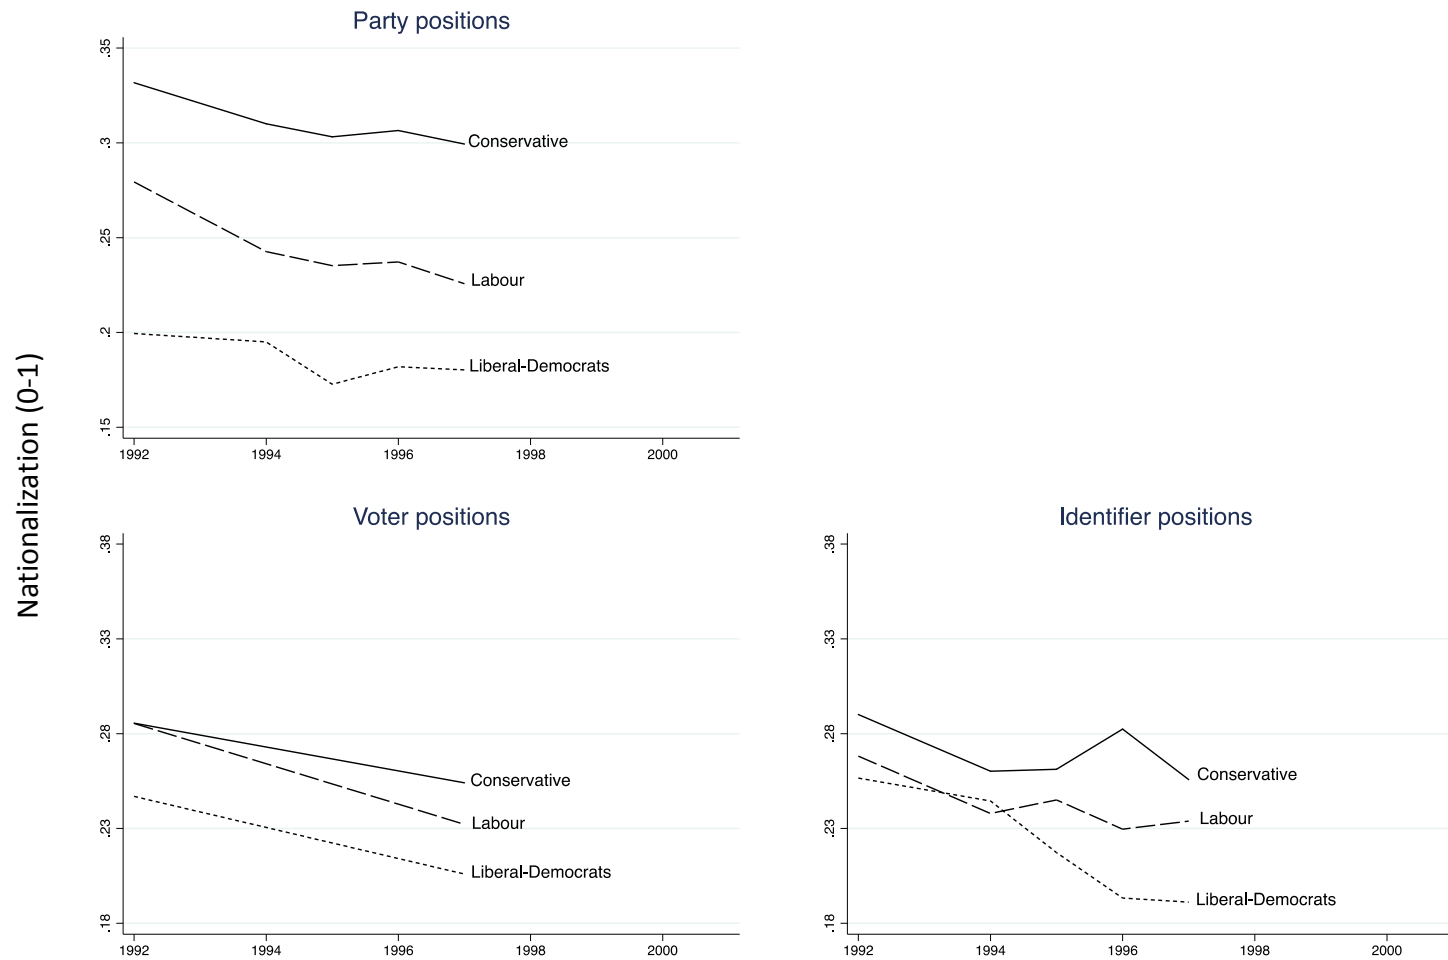 Party positions
.35
.3
.25
.2
.15
Conservative
Labour
Liberal-Democrats
1992 1994 1996 1998 2000
Nationalization (0-1)
Voter positions
.38
.33
.28
.23
.18
Conservative
Labour
Liberal-Democrats
1992 1994 1996 1998 2000
Identifier positions
.38
.33
.28
.23
.18
Conservative
Labour
Liberal-Democrats
1992 1994 1996 1998 2000